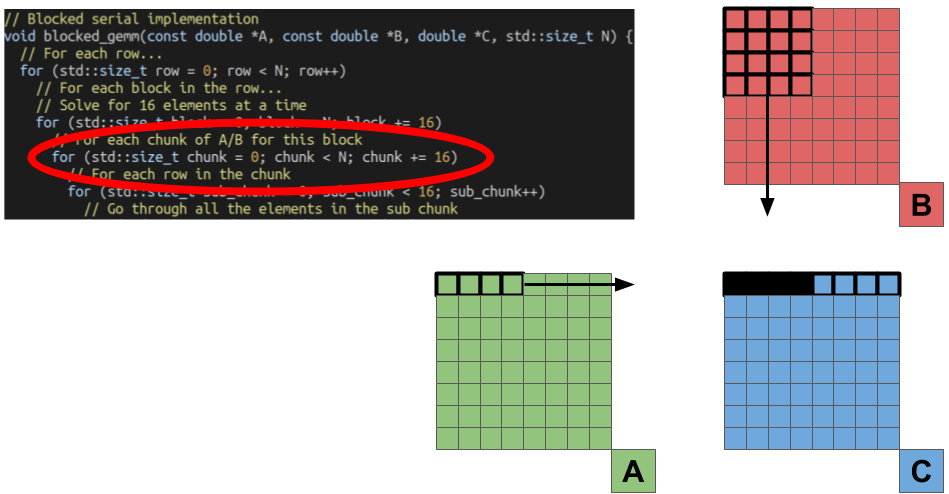 // Blocked serial implementation
void blocked_gemm(const double *A, const double *B, double *C, std::size_t N) {
// For each row...
for (std::size_t row = 0; row < N; row++)
// For each block in the row...
// Solve for 16 elements at a time
for (std::size_t block = 0; block < N; block += 16)
// For each chunk of A/B for this block
for (std::size_t chunk = 0; chunk < N; chunk += 16)
// For each row in the chunk
for (std::size_t sub_chunk = 0; sub_chunk < 16; sub_chunk++)
// Go through all the elements in the sub chunk
B
A
C